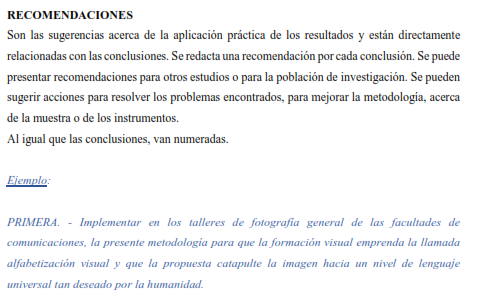 RECOMENDACIONES
Son las sugerencias acerca de la aplicación práctica de los resultados y están directamente
relacionadas con las conclusiones. Se redacta una recomendación por cada conclusión. Se puede
presentar recomendaciones para otros estudios o para la población de investigación. Se pueden
sugerir acciones para resolver los problemas encontrados, para mejorar la metodología, acerca
de la muestra o de los instrumentos.
Al igual que las conclusiones, van numeradas.
Ejemplo:
PRIMERA. - Implementar en los talleres de fotografía general de las facultades de
comunicaciones, la presente metodología para que la formación visual emprenda la llamada
alfabetización visual y que la propuesta catapulte la imagen hacia un nivel de lenguaje
universal tan deseado por la humanidad.